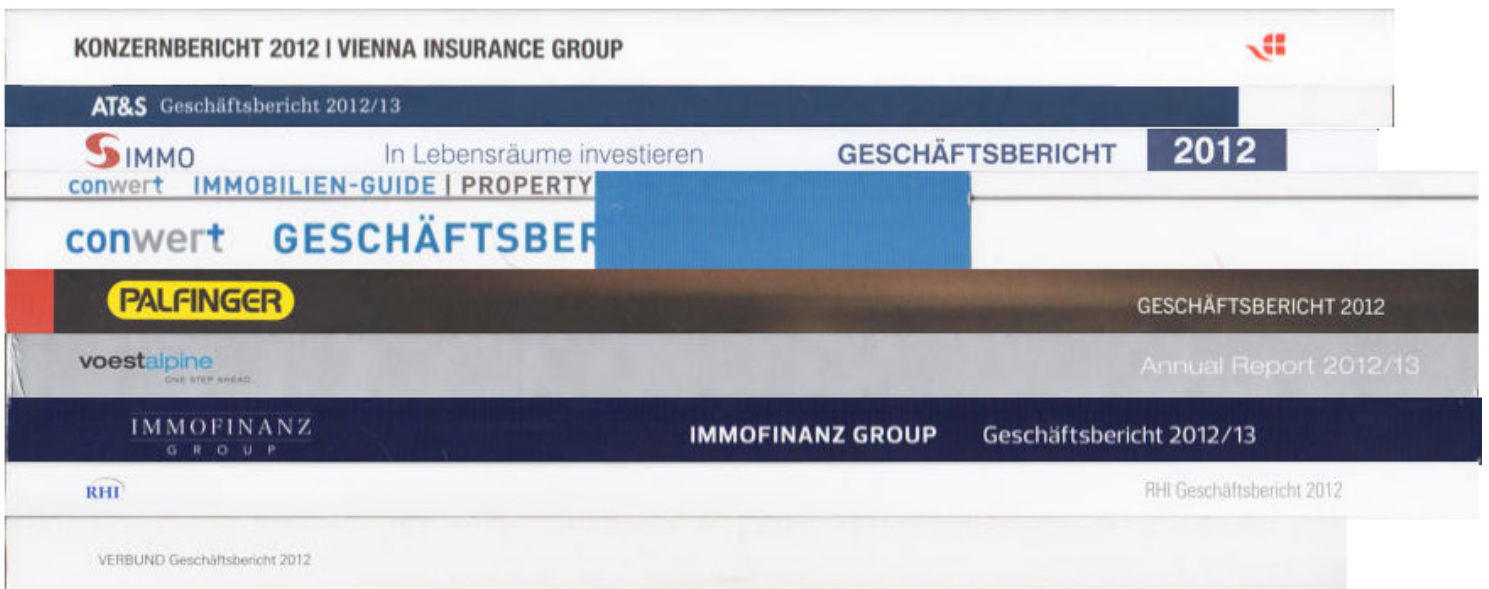 KONZERNBERICHT 2012 | VIENNA INSURANCE GROUP
AT&S Geschäftsbericht 2012/13
S IMMO In Lebensräume investieren GESCHÄFTSBERICHT 2012
conwert IMMOBILIEN-GUIDE | PROPERTY
conwert GESCHÄFTSBER
PALFINGER GESCHÄFTSBERICHT 2012
voestalpine Annual Report 2012/13
ONE STEP AHEAD.
IMMOFINANZ GROUP IMMOFINANZ GROUP Geschäftsbericht 2012/13
RHI RHI Geschäftsbericht 2012
VERBUND Geschäftsbericht 2012